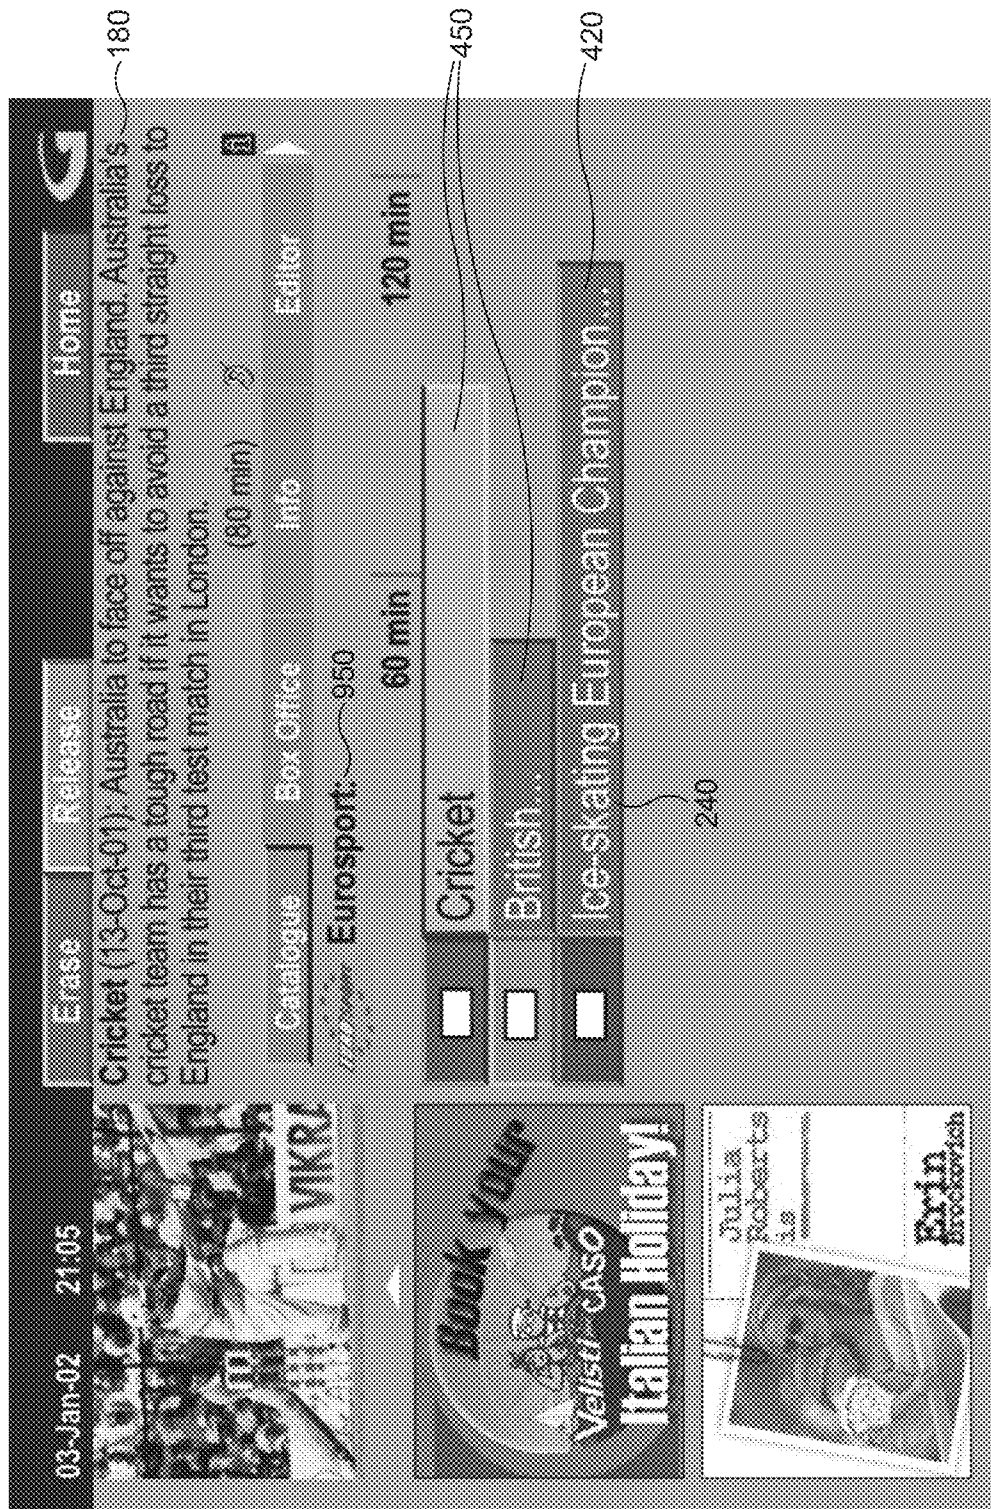 03-Jan-02 21:05
Erase
Release
Home
Cricket (13-Oct-01): Australia to face off against England. Australia's
cricket team has a tough road if it wants to avoid a third straight loss to
England in their third test match in London.
(80 min)
Catalogue
Box Office
Info
Editor
Eurosport:
60 min
120 min
Cricket
British ...
Ice-skating European Champion...
Book your
Italian Holiday!
Julia
Roberts
is
Erin
Brockovich
180
450
420
950
240